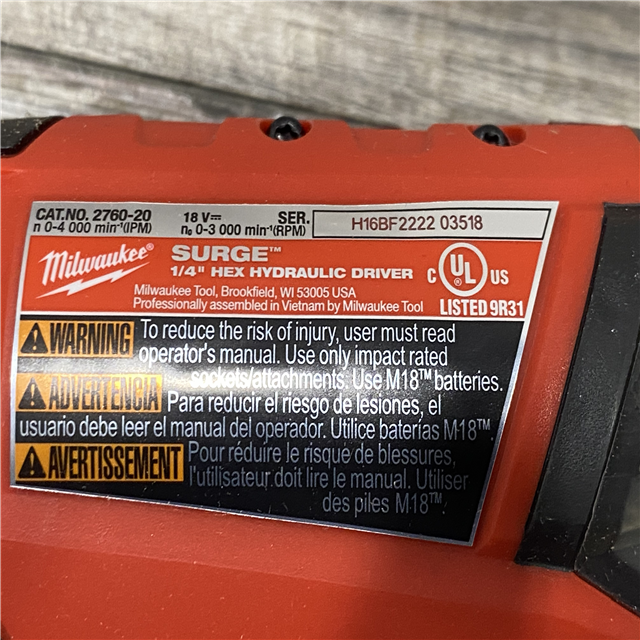 CAT.NO. 2760-20 18 V⎓ SER. H16BF2222 03518
n 0-4 000 min-¹(IPM) n₀ 0-3 000 min-¹(RPM)
Milwaukee®
SURGE™
1/4" HEX HYDRAULIC DRIVER
Milwaukee Tool, Brookfield, WI 53005 USA
Professionally assembled in Vietnam by Milwaukee Tool
C UL® US
LISTED 9R31
WARNING To reduce the risk of injury, user must read
operator's manual. Use only impact rated
sockets/attachments. Use M18™ batteries.
ADVERTENCIA Para reducir el riesgo de lesiones, el
usuario debe leer el manual del operador. Utilice baterías M18™.
AVERTISSEMENT Pour réduire le risque de blessures,
l'utilisateur doit lire le manual. Utiliser
des piles M18™.